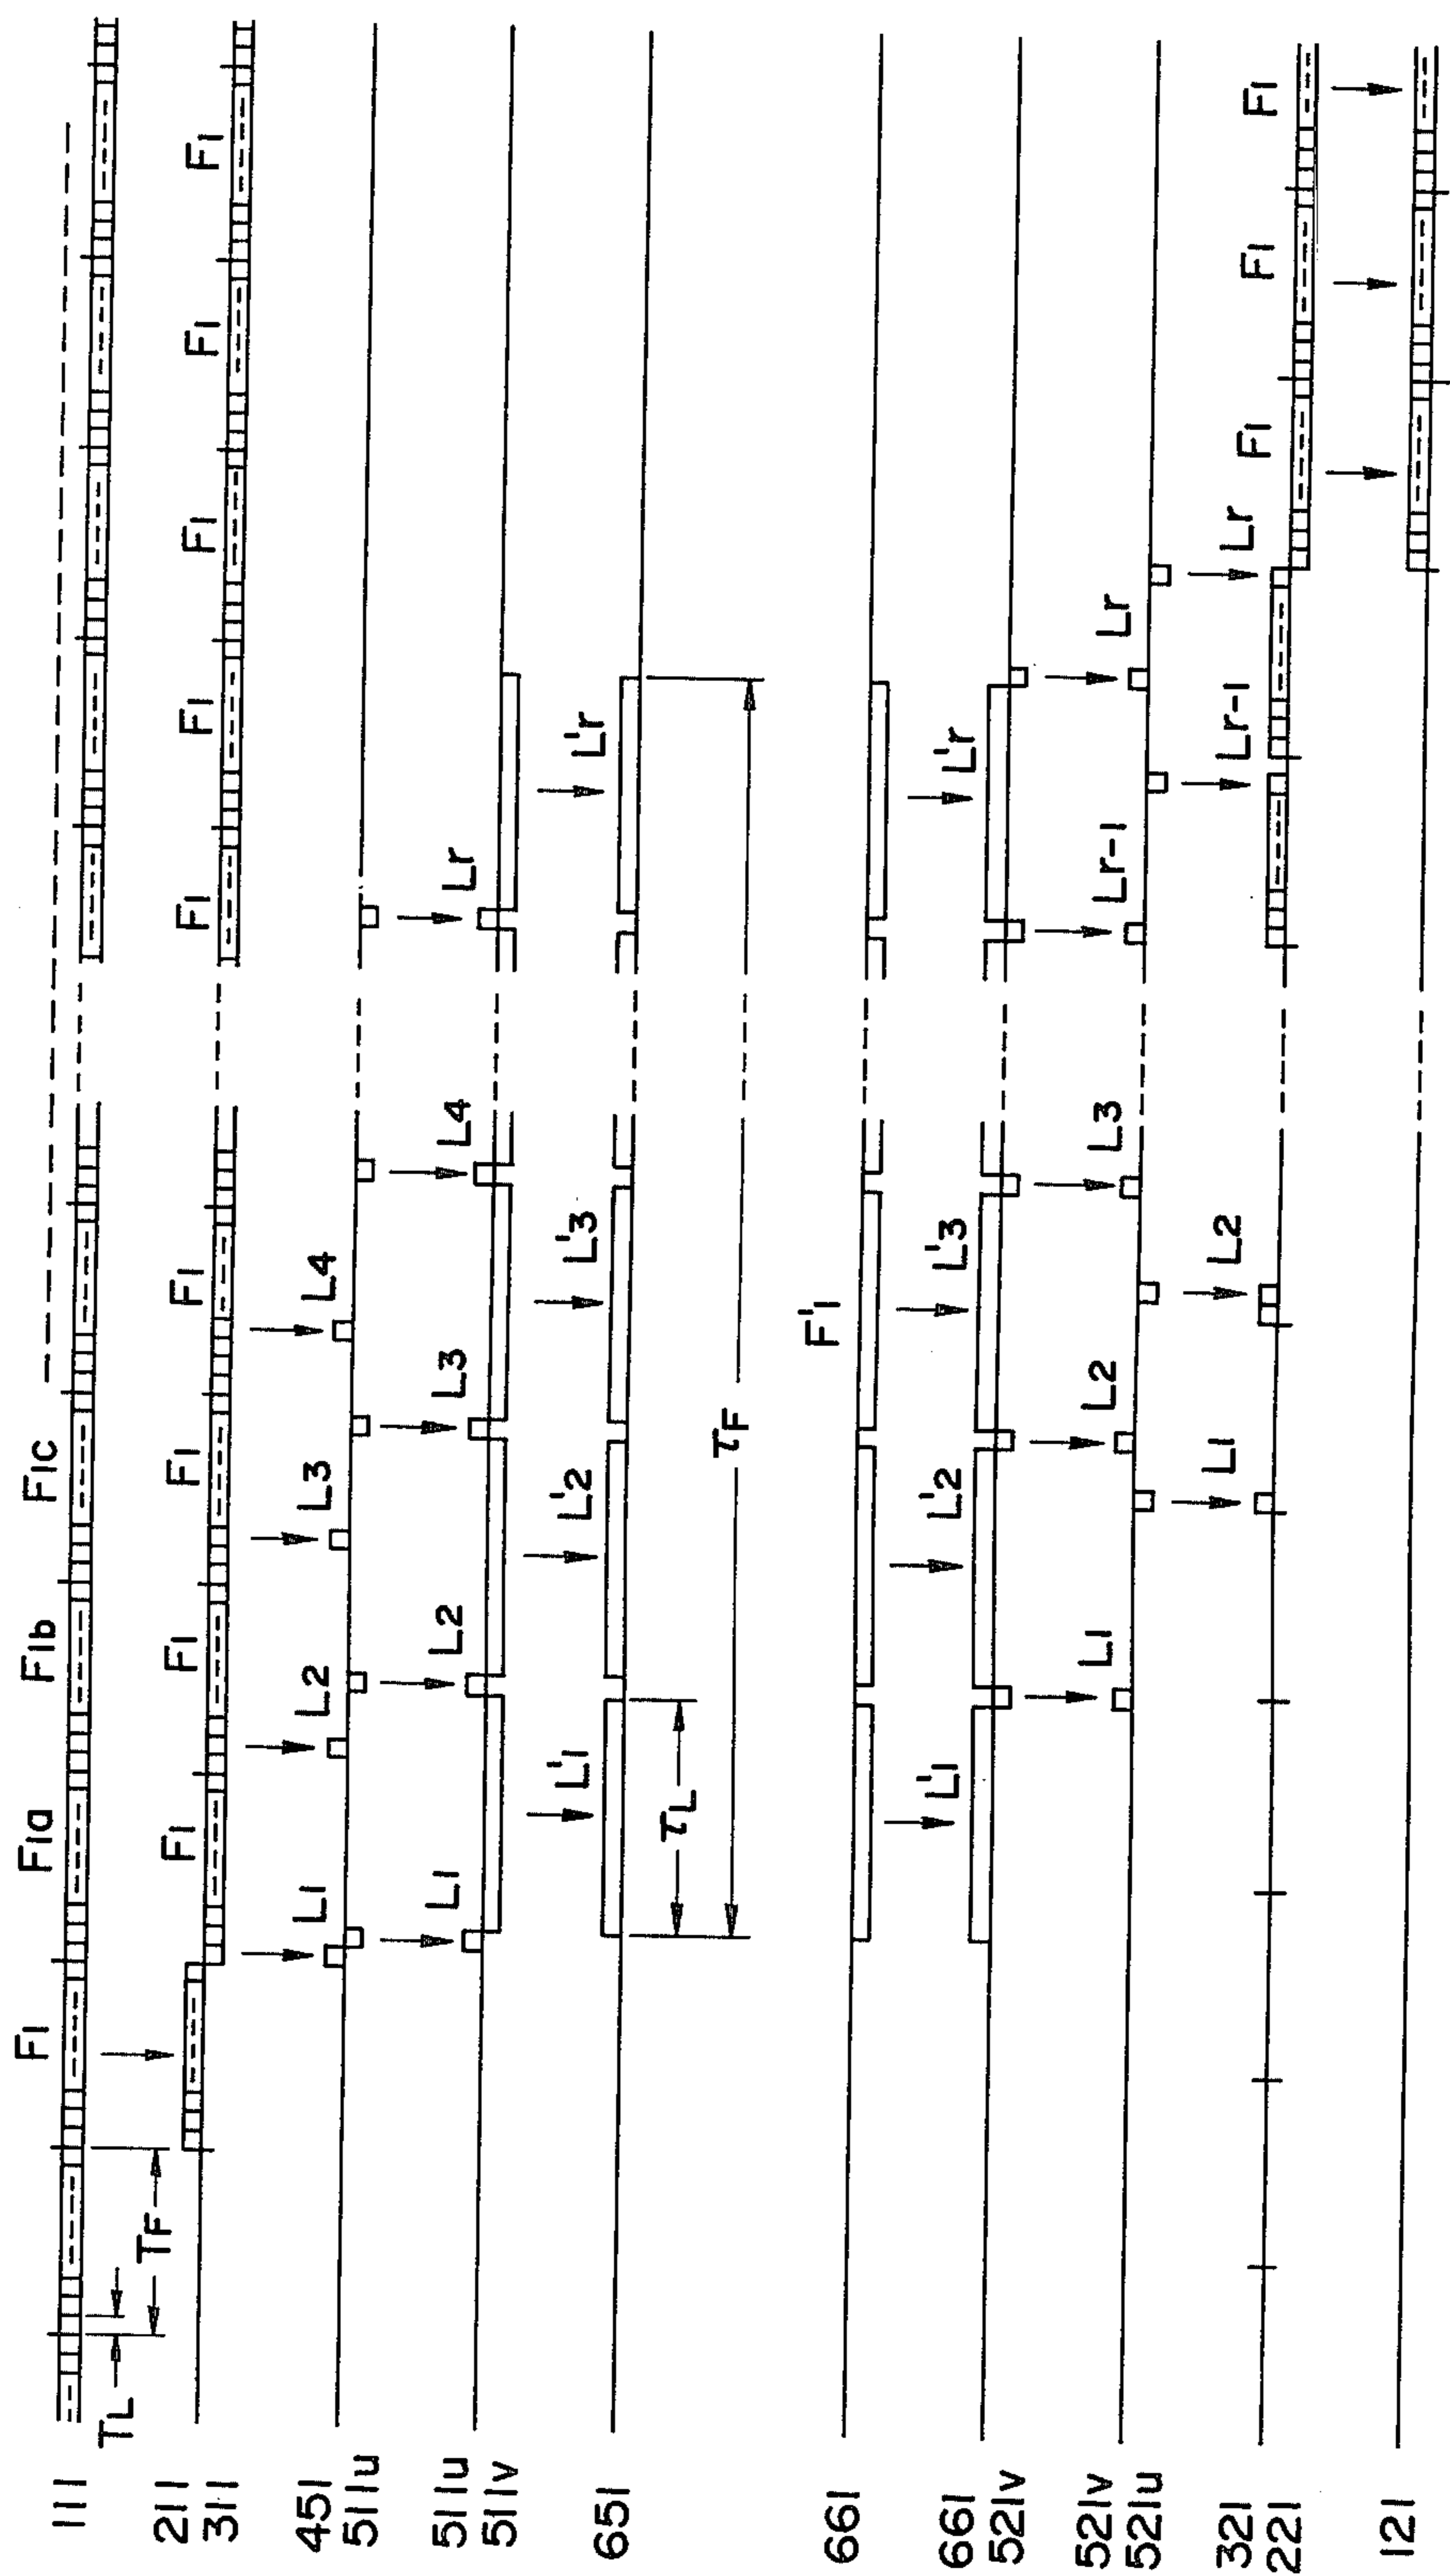 111 F1 F1a F1b F1c
TL TF
211
311 F1 F1 F1 F1 F1 F1 F1 F1 F1
451 L1 L2 L3 L4
511u
511u L1 L2 L3 L4 Lr
511v
651 L'1 L'2 L'3 L'r
τL
τF
661 F'1
661 L'1 L'2 L'3 L'r
521v
521v L1 L2 L3 Lr-1 Lr
521u
321 L1 L2 Lr-1 Lr F1 F1 F1
221
121